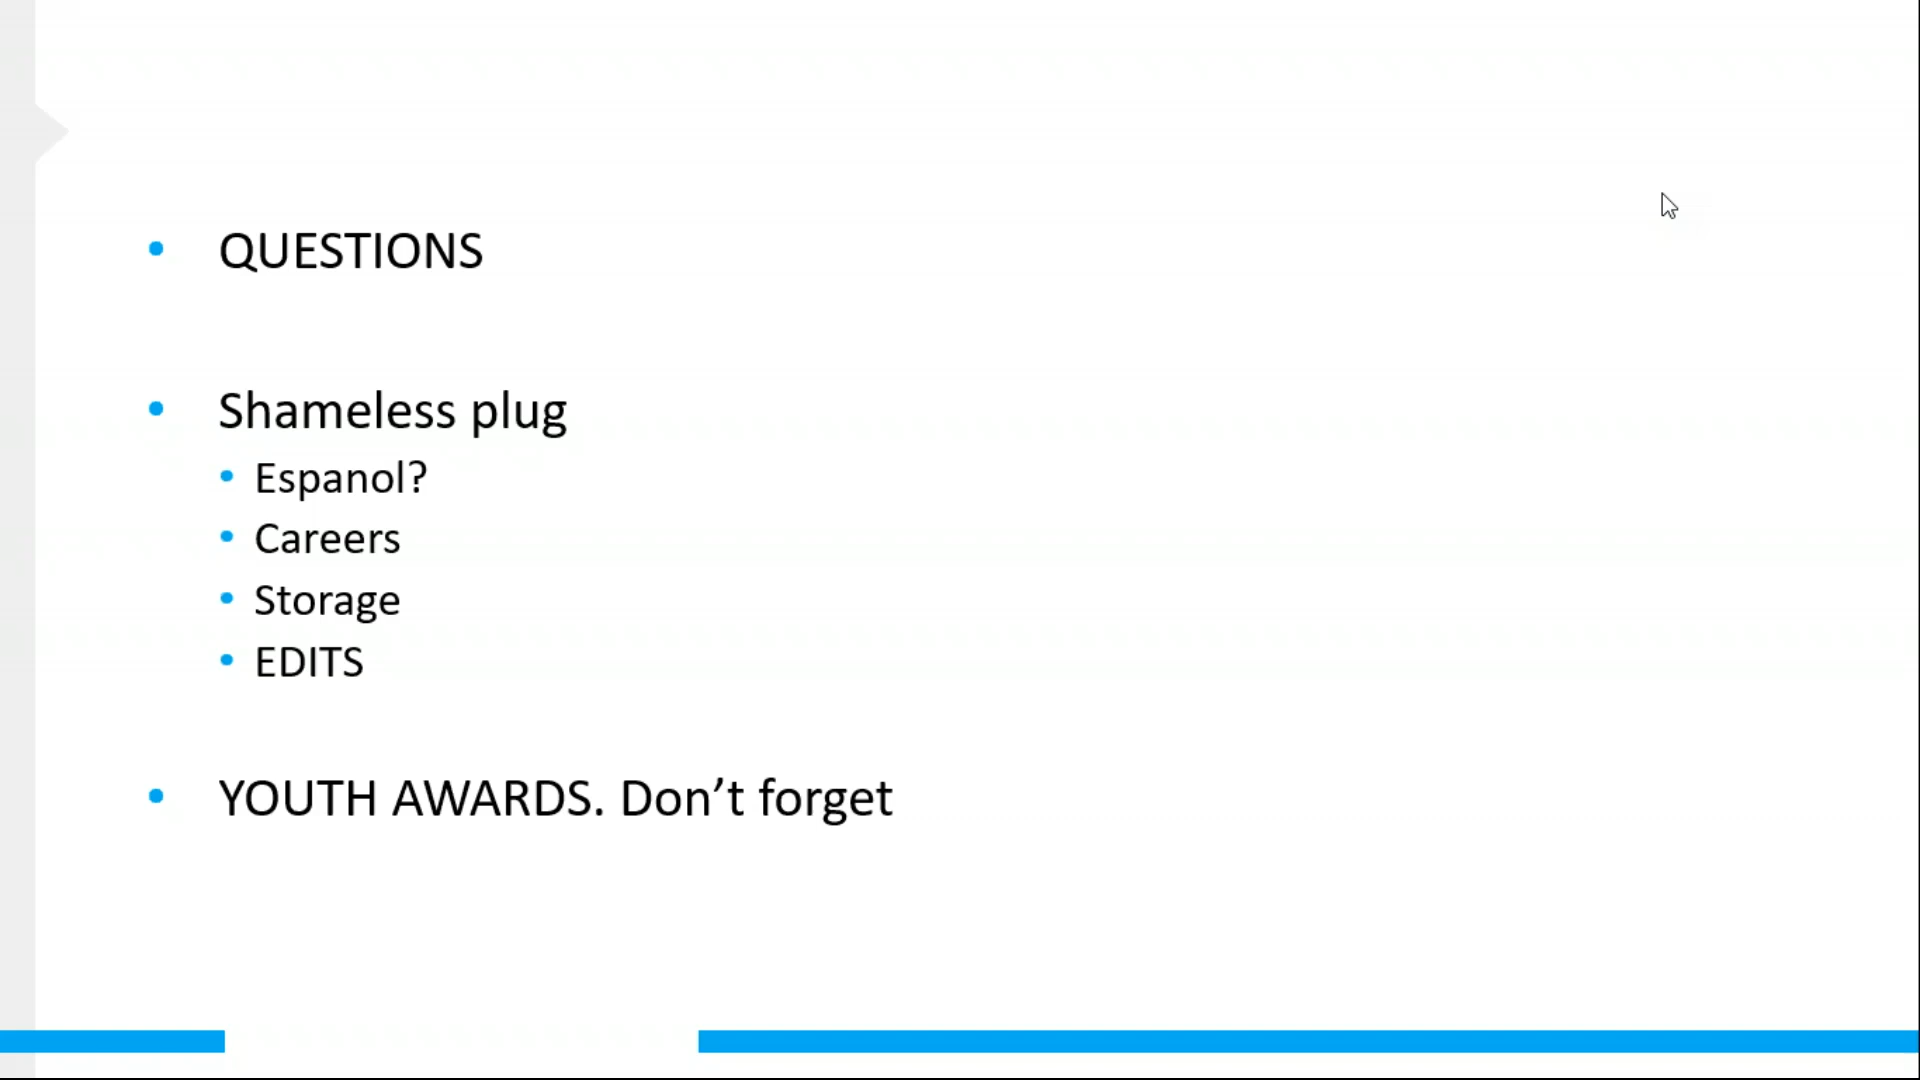 QUESTIONS
Shameless plug
Espanol?
Careers
Storage
EDITS
YOUTH AWARDS. Don’t forget